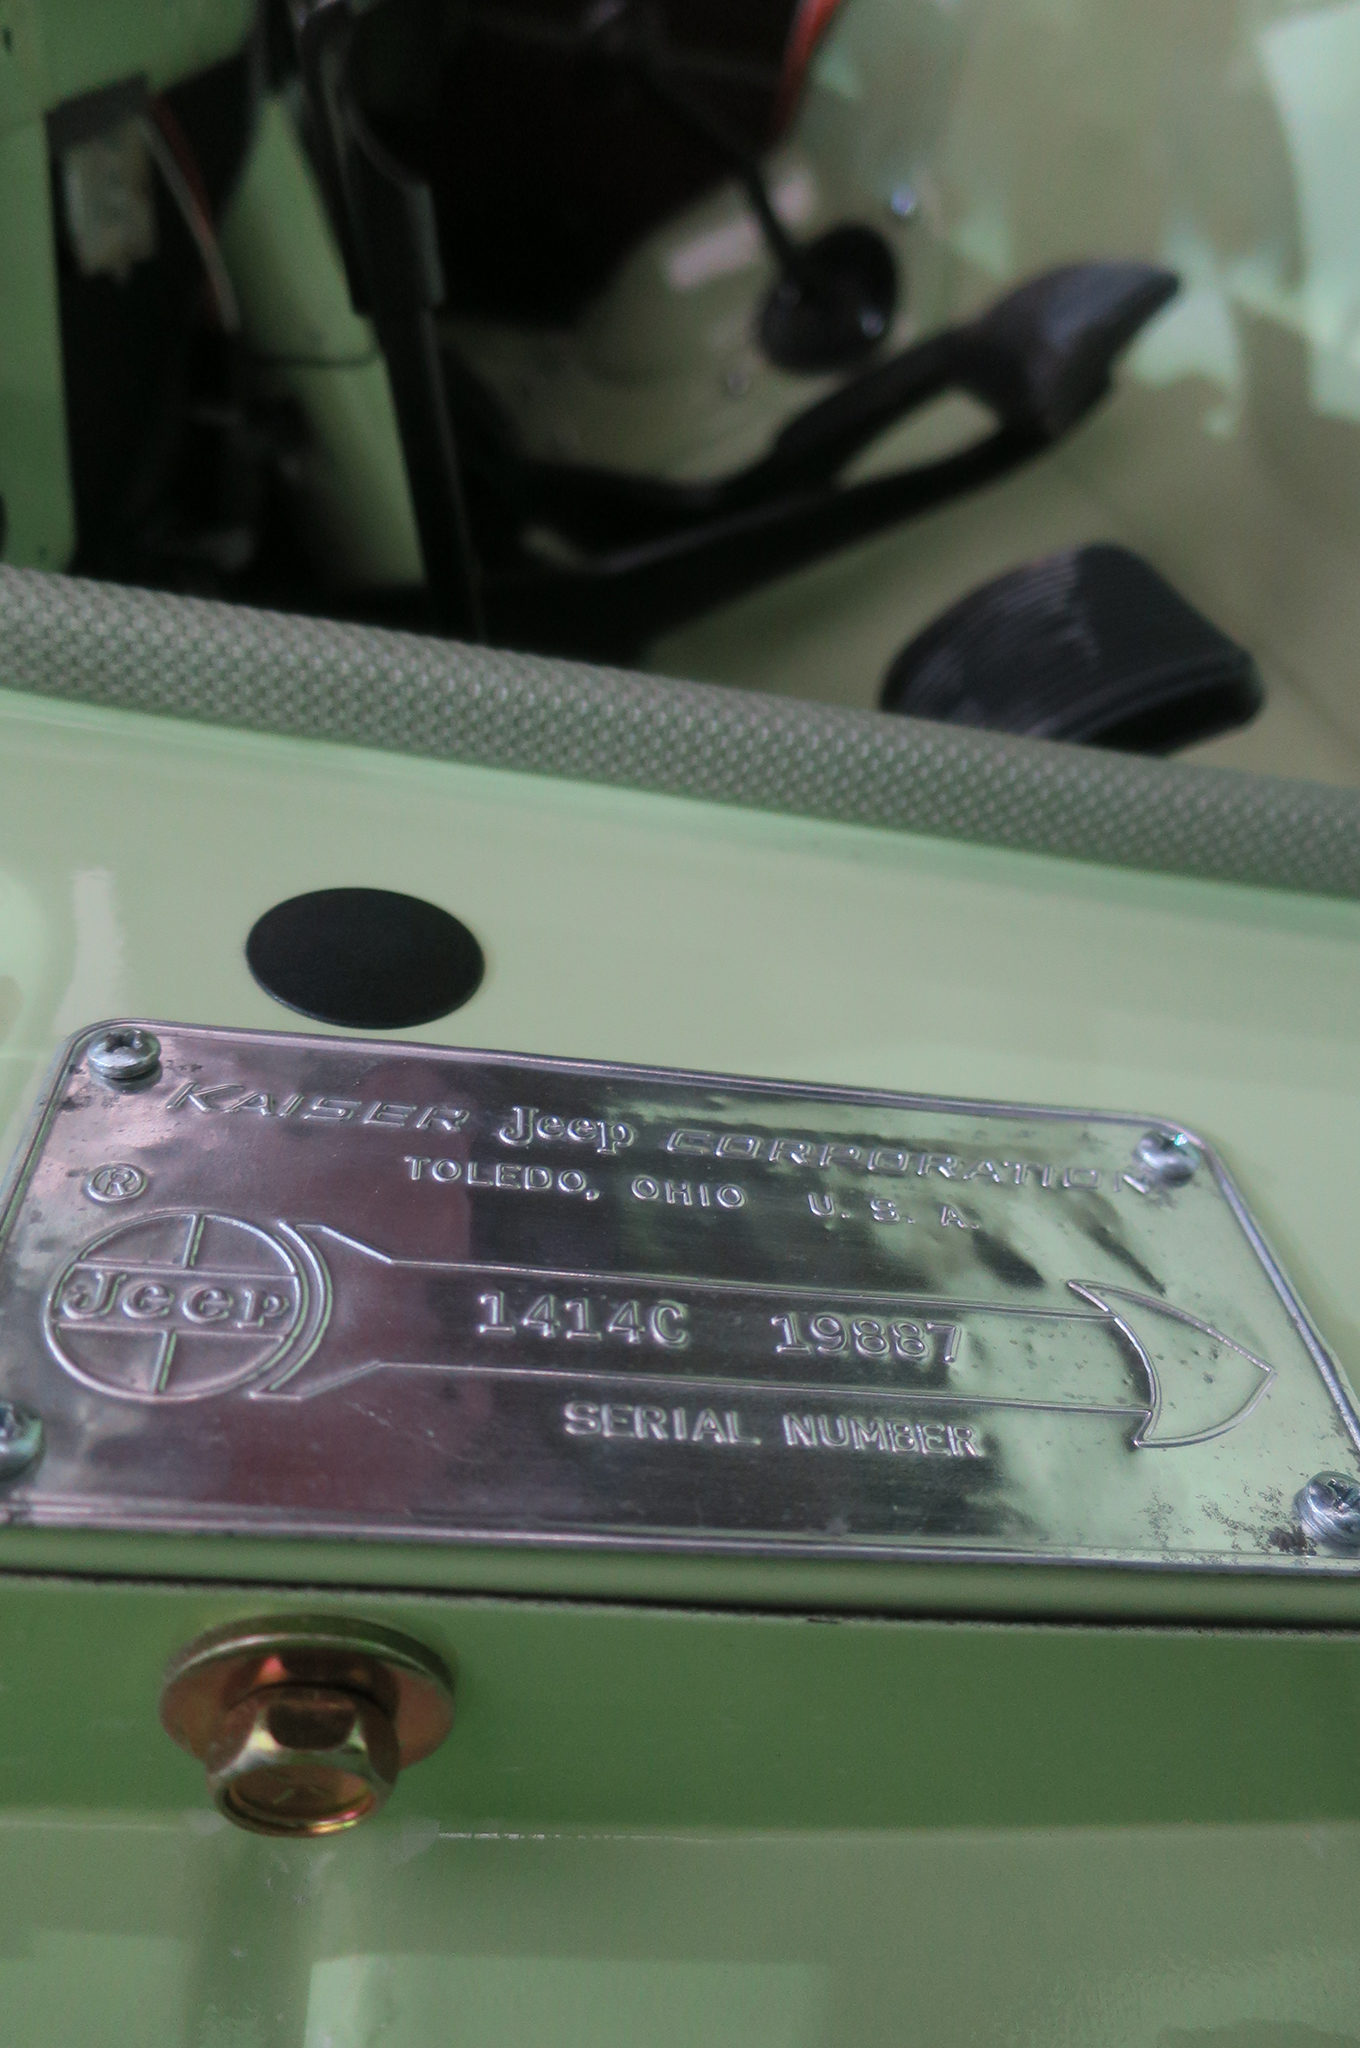 KAISER Jeep CORPORATION
TOLEDO, OHIO U. S. A.
®
Jeep
1414C 19887
SERIAL NUMBER